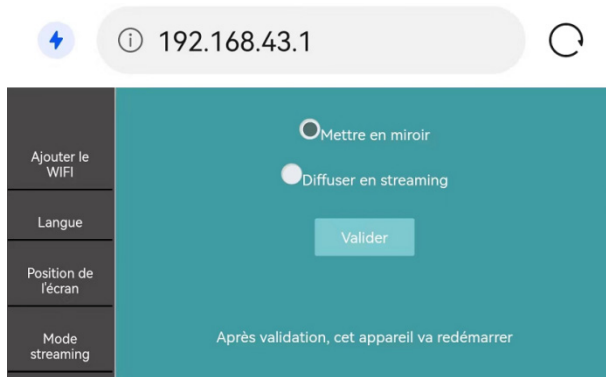 192.168.43.1
Ajouter le
WIFI
Langue
Position de
l'écran
Mode
streaming
Mettre en miroir
Diffuser en streaming
Valider
Après validation, cet appareil va redémarrer